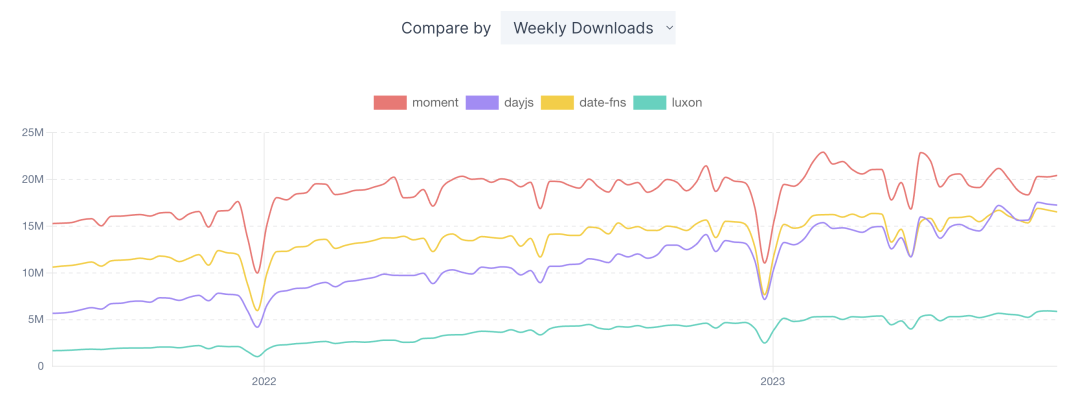 Compare by Weekly Downloads
moment dayjs date-fns luxon
25M
20M
15M
10M
5M
0
2022 2023